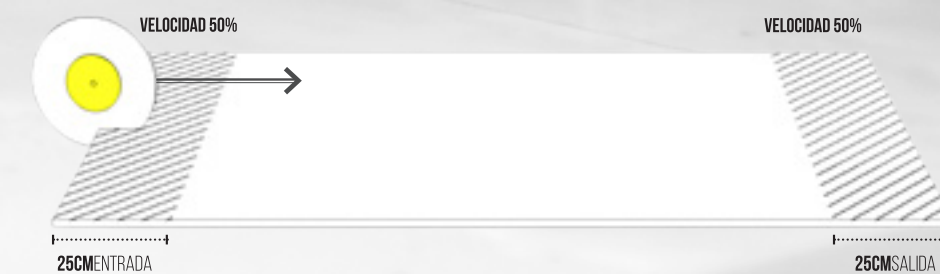 VELOCIDAD 50%
VELOCIDAD 50%
25CMENTRADA
25CMSALIDA